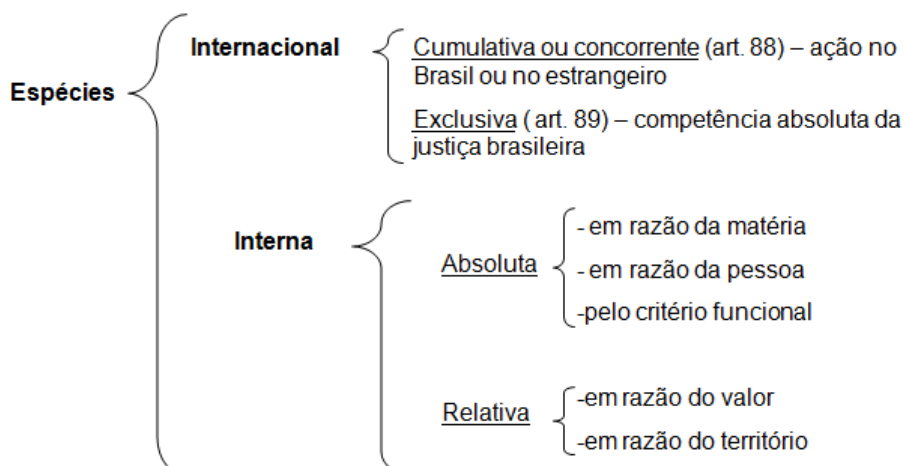 Espécies
Internacional
Cumulativa ou concorrente (art. 88) – ação no
Brasil ou no estrangeiro
Exclusiva ( art. 89) – competência absoluta da
justiça brasileira
Interna
Absoluta
- em razão da matéria
- em razão da pessoa
-pelo critério funcional
Relativa
-em razão do valor
-em razão do território